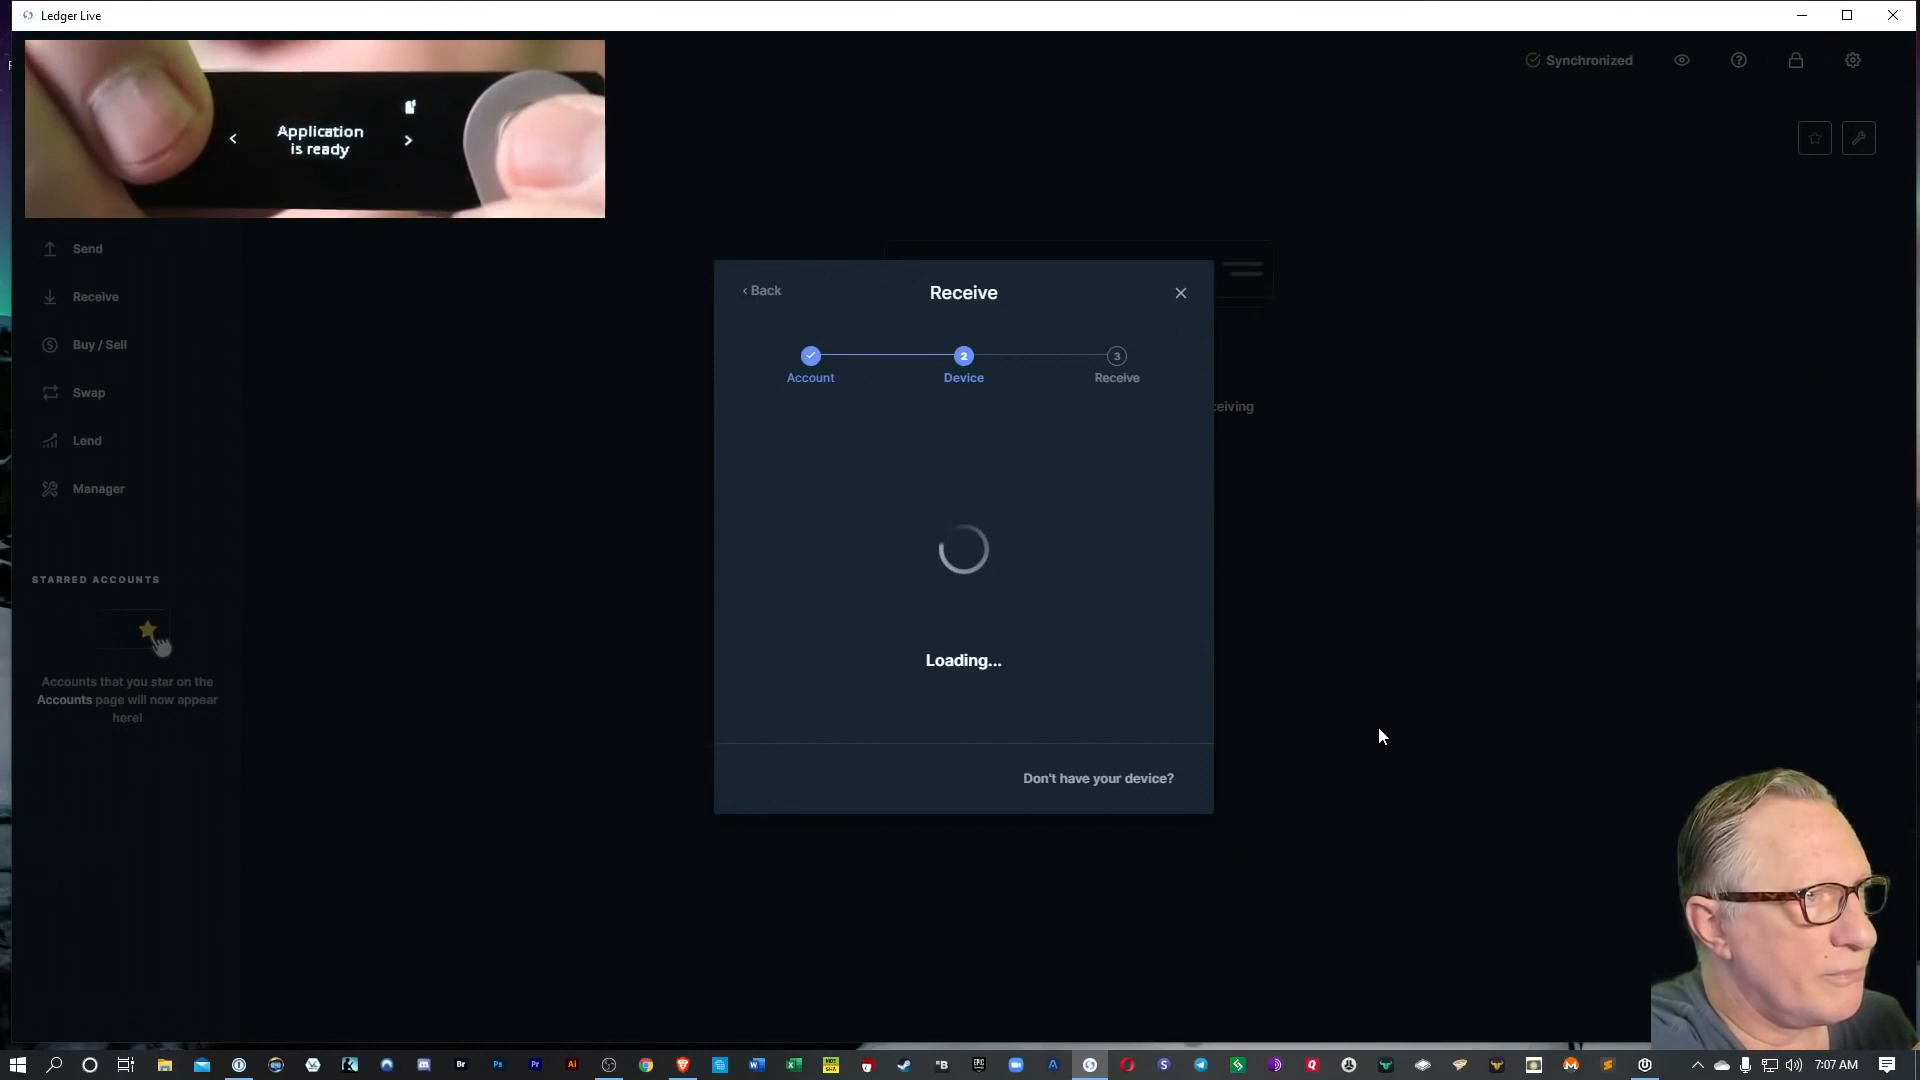 Ledger Live
Synchronized
Application
is ready
<
>
Send
Receive
Buy / Sell
Swap
Lend
Manager
STARRED ACCOUNTS
Accounts that you star on the
Accounts page will now appear
here!
‹ Back
Receive
2
3
Account
Device
Receive
ceiving
Loading...
Don't have your device?
7:07 AM